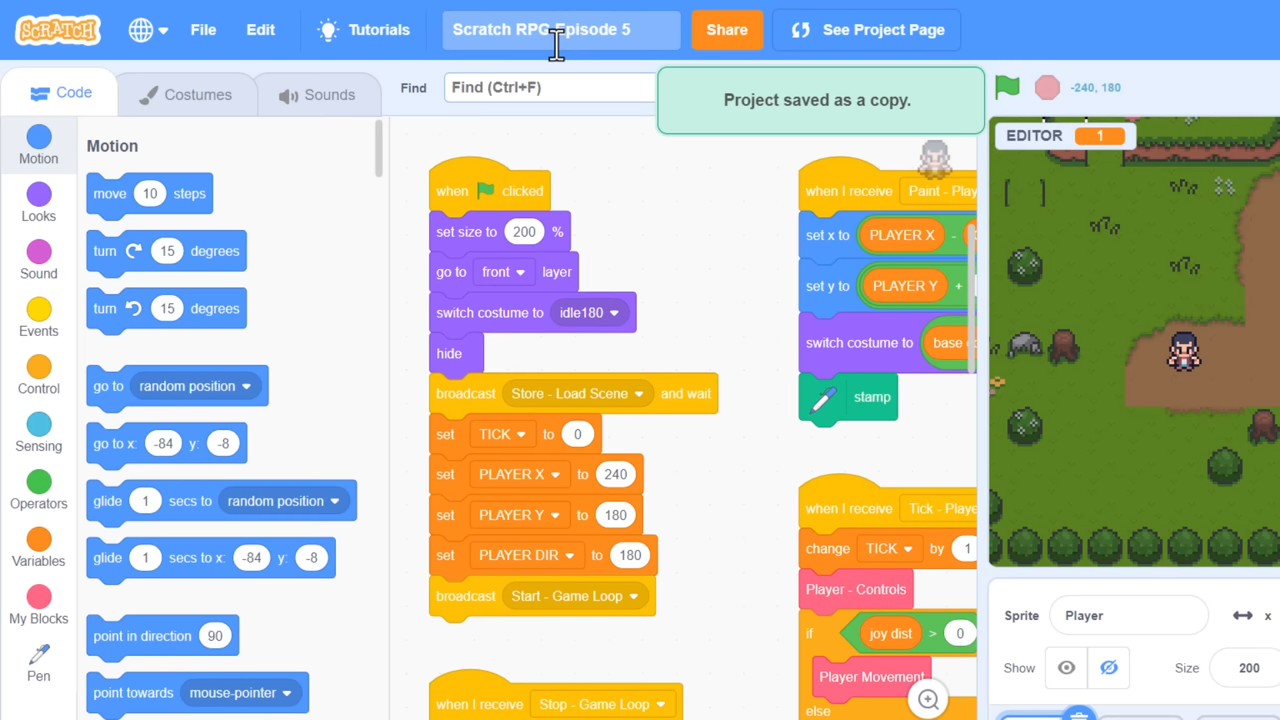 SCRATCH
File
Edit
Tutorials
Scratch RPG Episode 5
Share
See Project Page
Code
Costumes
Sounds
Find
Find (Ctrl+F)
Project saved as a copy.
-240, 180
Motion
Looks
Sound
Events
Control
Sensing
Operators
Variables
My Blocks
Pen
Motion
move 10 steps
turn 15 degrees
turn 15 degrees
go to random position
go to x: -84 y: -8
glide 1 secs to random position
glide 1 secs to x: -84 y: -8
point in direction 90
point towards mouse-pointer
when clicked
set size to 200 %
go to front layer
switch costume to idle180
hide
broadcast Store - Load Scene and wait
set TICK to 0
set PLAYER X to 240
set PLAYER Y to 180
set PLAYER DIR to 180
broadcast Start - Game Loop
when I receive Stop - Game Loop
when I receive Paint - Play
set x to PLAYER X -
set y to PLAYER Y +
switch costume to base
stamp
when I receive Tick - Playe
change TICK by 1
Player - Controls
if joy dist > 0
Player Movement
else
EDITOR 1
Sprite Player x
Show Size 200